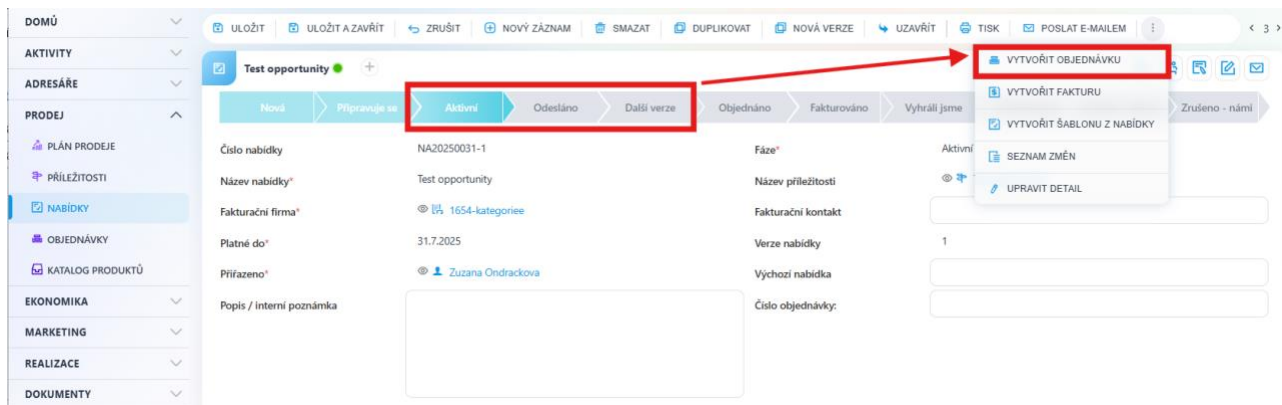 DOMŮ
AKTIVITY
ADRESÁŘE
PRODEJ
PLÁN PRODEJE
PŘÍLEŽITOSTI
NABÍDKY
OBJEDNÁVKY
KATALOG PRODUKTŮ
EKONOMIKA
MARKETING
REALIZACE
DOKUMENTY
ULOŽIT ULOŽIT A ZAVŘÍT ZRUŠIT NOVÝ ZÁZNAM SMAZAT DUPLIKOVAT NOVÁ VERZE UZAVŘÍT TISK POSLAT E-MAILEM < 3 >
Test opportunity +
Nová Připravuje se Aktivní Odesláno Další verze Objednáno Fakturováno Vyhráli jsme Zrušeno - námi
VYTVOŘIT OBJEDNÁVKU
VYTVOŘIT FAKTURU
VYTVOŘIT ŠABLONU Z NABÍDKY
SEZNAM ZMĚN
UPRAVIT DETAIL
Číslo nabídky NA20250031-1 Fáze* Aktivní
Název nabídky* Test opportunity Název příležitosti
Fakturační firma* 1654-kategoriee Fakturační kontakt
Platné do* 31.7.2025 Verze nabídky 1
Přiřazeno* Zuzana Ondrackova Výchozí nabídka
Popis / interní poznámka Číslo objednávky: